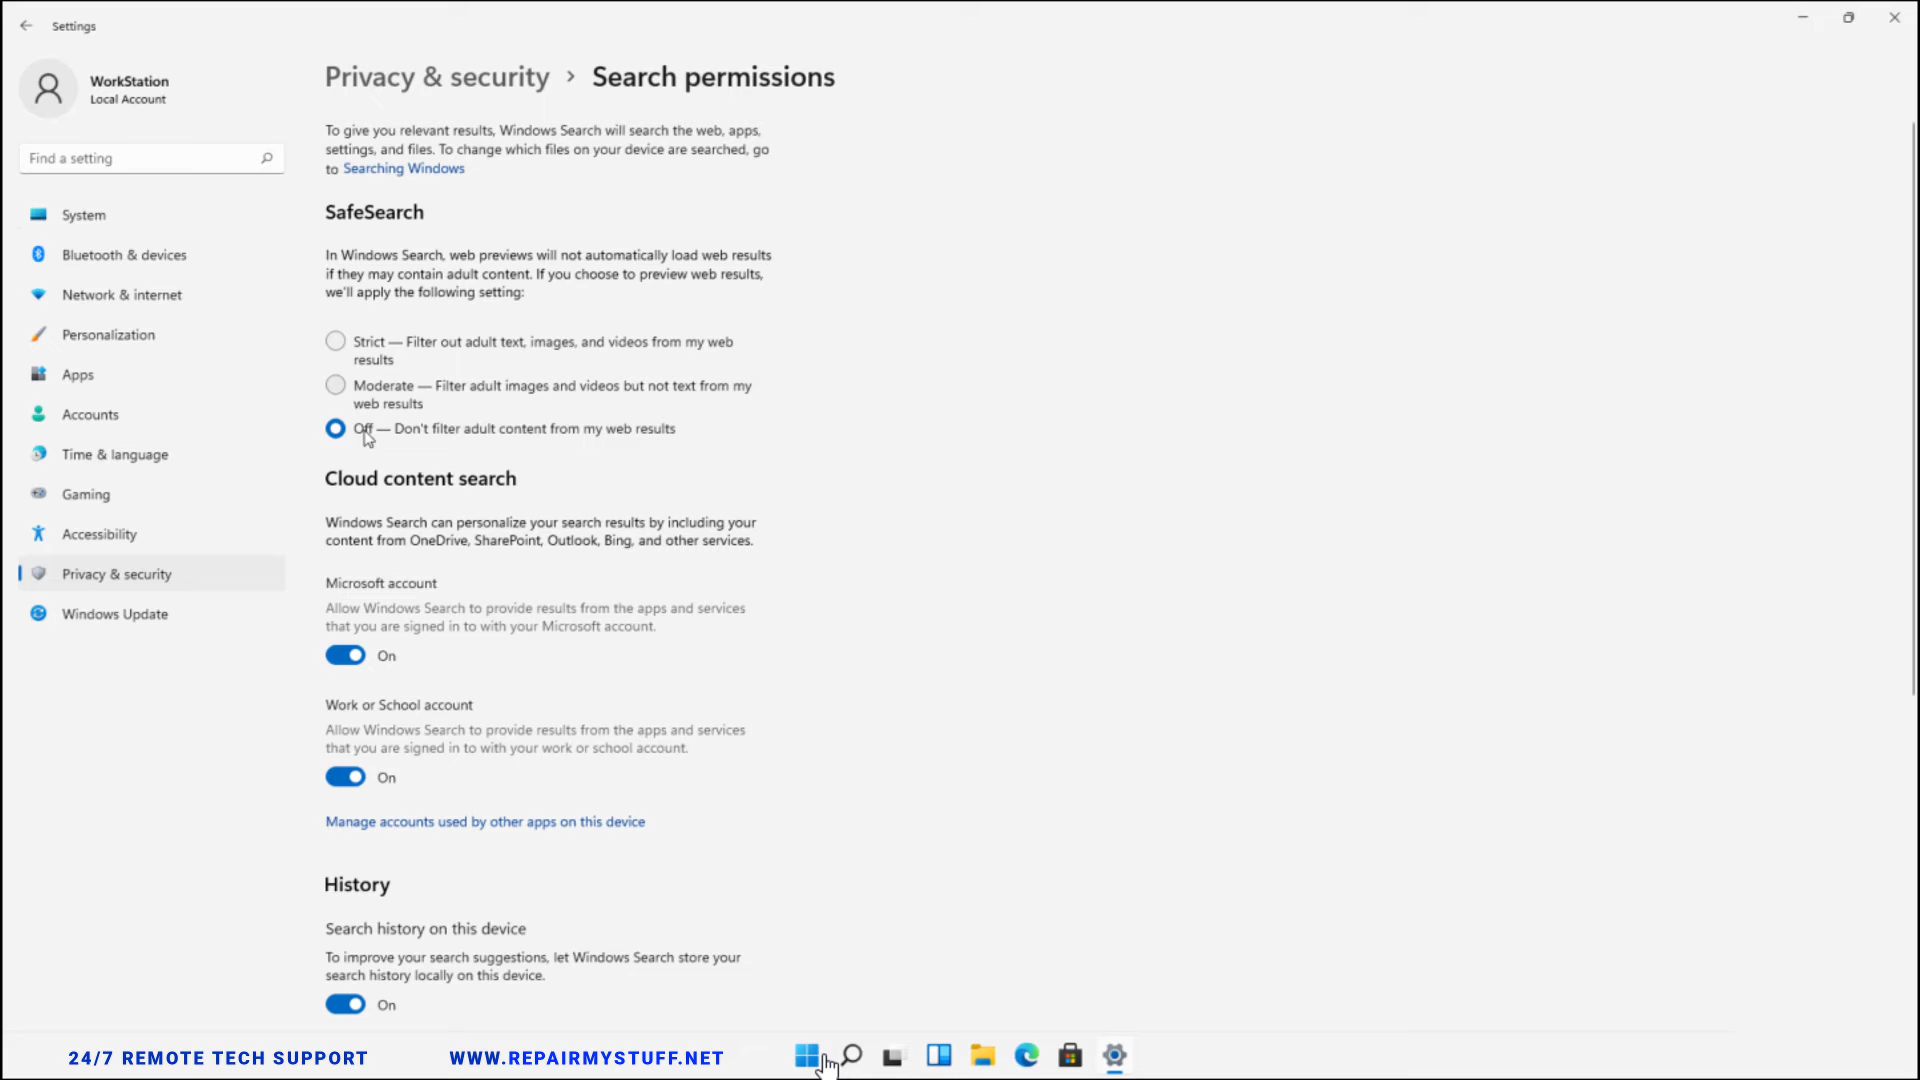 Settings
WorkStation
Local Account
Find a setting
System
Bluetooth & devices
Network & internet
Personalization
Apps
Accounts
Time & language
Gaming
Accessibility
Privacy & security
Windows Update
Privacy & security > Search permissions
To give you relevant results, Windows Search will search the web, apps,
settings, and files. To change which files on your device are searched, go
to Searching Windows
SafeSearch
In Windows Search, web previews will not automatically load web results
if they may contain adult content. If you choose to preview web results,
we'll apply the following setting:
Strict — Filter out adult text, images, and videos from my web
results
Moderate — Filter adult images and videos but not text from my
web results
Off — Don't filter adult content from my web results
Cloud content search
Windows Search can personalize your search results by including your
content from OneDrive, SharePoint, Outlook, Bing, and other services.
Microsoft account
Allow Windows Search to provide results from the apps and services
that you are signed in to with your Microsoft account.
On
Work or School account
Allow Windows Search to provide results from the apps and services
that you are signed in to with your work or school account.
On
Manage accounts used by other apps on this device
History
Search history on this device
To improve your search suggestions, let Windows Search store your
search history locally on this device.
On
24/7 REMOTE TECH SUPPORT WWW.REPAIRMYSTUFF.NET